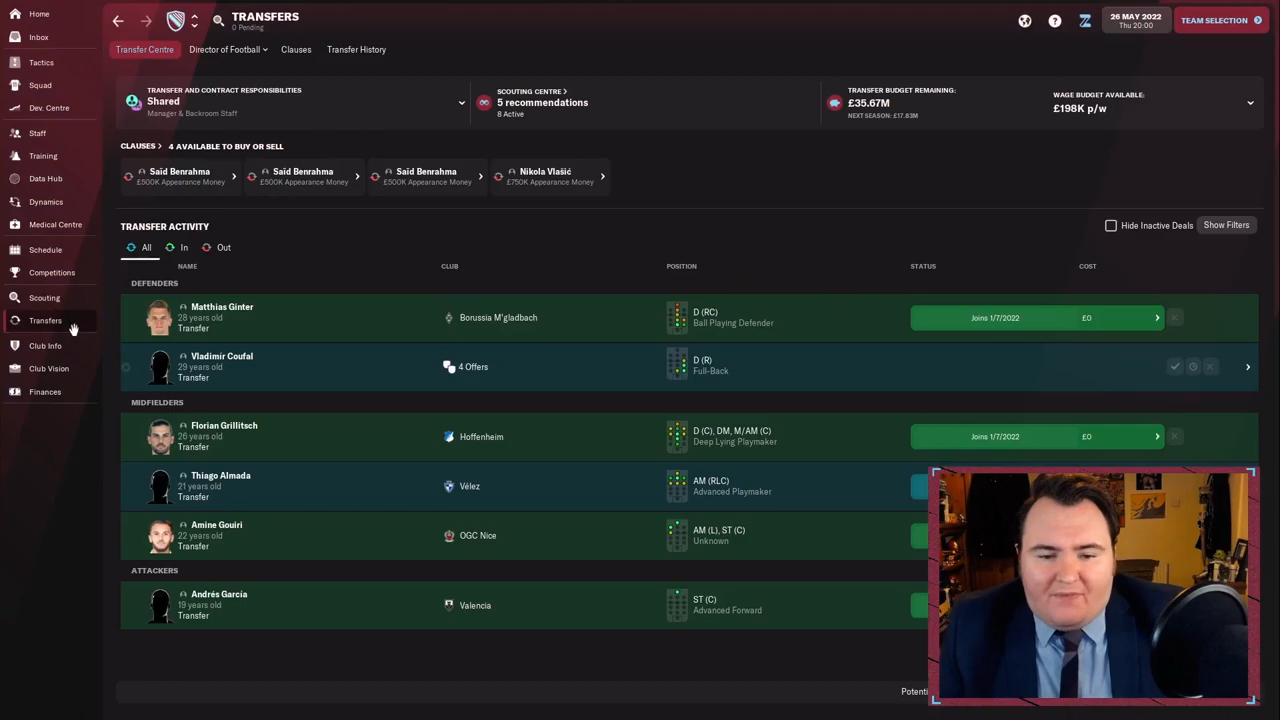 Home
TRANSFERS
0 Pending
26 MAY 2022
Thu 20:00
TEAM SELECTION
Inbox
Tactics
Squad
Dev. Centre
Staff
Training
Data Hub
Dynamics
Medical Centre
Schedule
Competitions
Scouting
Transfers
Club Info
Club Vision
Finances
Transfer Centre
Director of Football
Clauses
Transfer History
TRANSFER AND CONTRACT RESPONSIBILITIES
Shared
Manager & Backroom Staff
SCOUTING CENTRE >
5 recommendations
8 Active
TRANSFER BUDGET REMAINING:
£35.67M
NEXT SEASON: £17.83M
WAGE BUDGET AVAILABLE:
£198K p/w
CLAUSES > 4 AVAILABLE TO BUY OR SELL
Saïd Benrahma
£500K Appearance Money
Saïd Benrahma
£500K Appearance Money
Saïd Benrahma
£500K Appearance Money
Nikola Vlašić
£750K Appearance Money
TRANSFER ACTIVITY
Hide Inactive Deals
Show Filters
All
In
Out
NAME CLUB POSITION STATUS COST
DEFENDERS
Matthias Ginter
28 years old
Transfer
Borussia M'gladbach
D (RC)
Ball Playing Defender
Joins 1/7/2022 £0
Vladimír Coufal
29 years old
Transfer
4 Offers
D (R)
Full-Back
MIDFIELDERS
Florian Grillitsch
26 years old
Transfer
Hoffenheim
D (C), DM, M/AM (C)
Deep Lying Playmaker
Joins 1/7/2022 £0
Thiago Almada
21 years old
Transfer
Vélez
AM (RLC)
Advanced Playmaker
Amine Gouiri
22 years old
Transfer
OGC Nice
AM (L), ST (C)
Unknown
ATTACKERS
Andrés García
19 years old
Transfer
Valencia
ST (C)
Advanced Forward